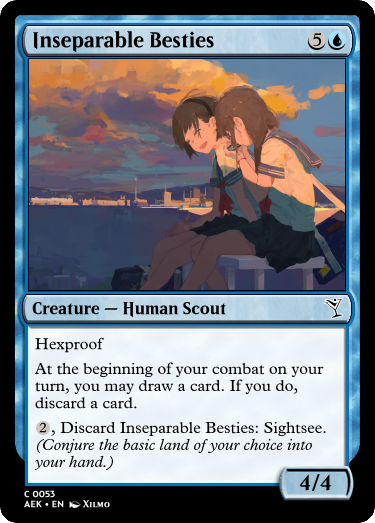 Inseparable Besties 5
Creature — Human Scout
Hexproof
At the beginning of your combat on your
turn, you may draw a card. If you do,
discard a card.
2, Discard Inseparable Besties: Sightsee.
(Conjure the basic land of your choice into
your hand.)
4/4
C 0053
AEK • EN Xilmo